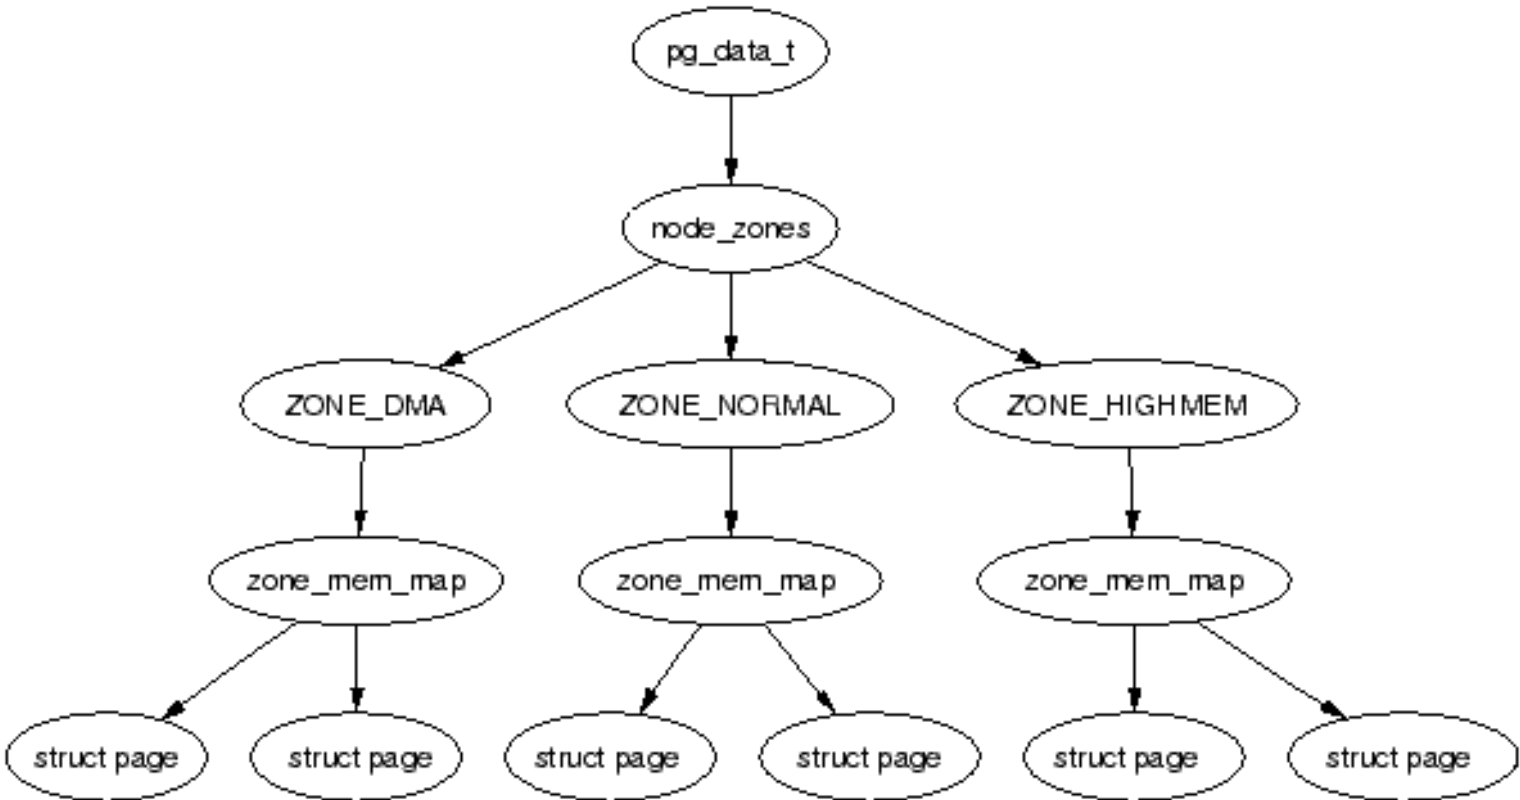 pg_data_t
node_zones
ZONE_DMA
ZONE_NORMAL
ZONE_HIGHMEM
zone_mem_map
zone_mem_map
zone_mem_map
struct page
struct page
struct page
struct page
struct page
struct page